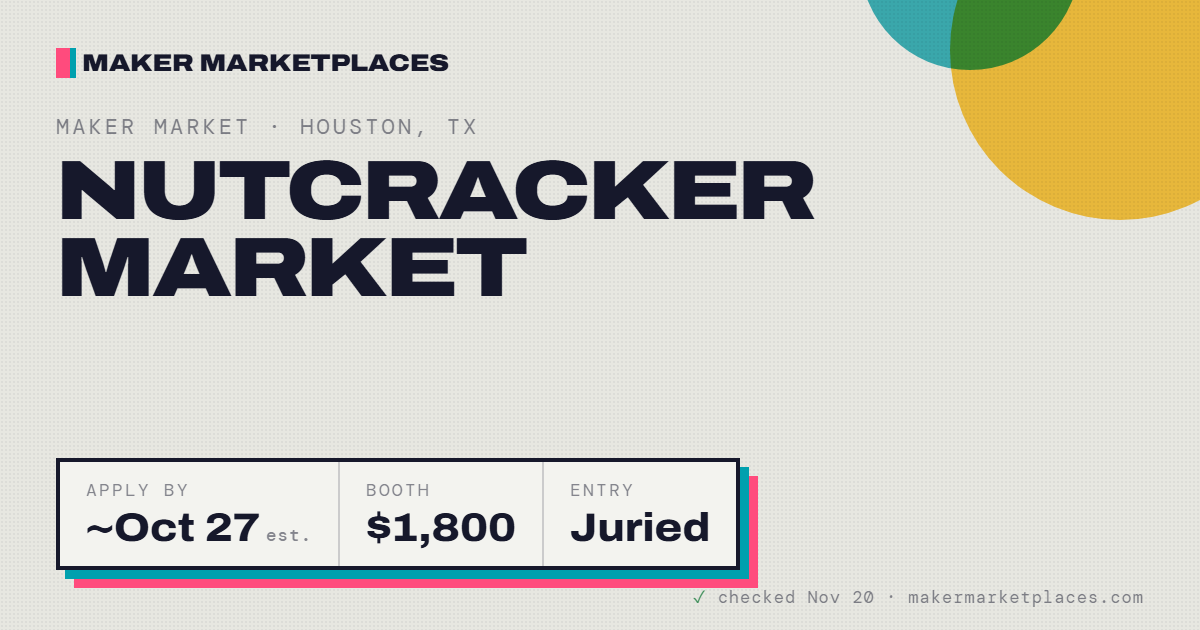 MAKER MARKETPLACES
MAKER MARKET · HOUSTON, TX
NUTCRACKER
MARKET
APPLY BY
~Oct 27 est.
BOOTH
$1,800
ENTRY
Juried
✓ checked Nov 20 · makermarketplaces.com